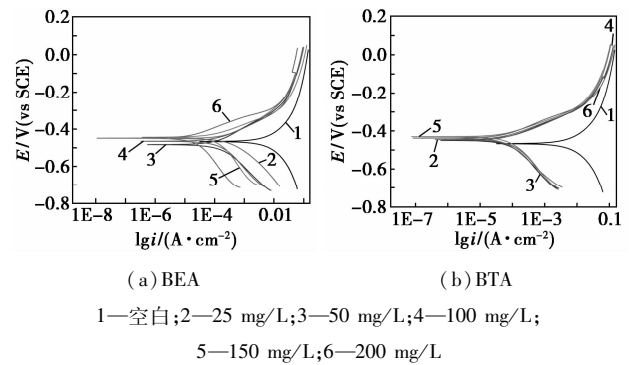 0.2
0.0
−0.2
−0.4
−0.6
−0.8
E/V(vs SCE)
6
1
4
3
5
2
1E-8
1E-6
1E-4
0.01
lgi/(A·cm⁻²)
(a)BEA
0.2
0.0
−0.2
−0.4
−0.6
−0.8
E/V(vs SCE)
4
6
1
5
2
3
1E-7
1E-5
1E-3
0.1
lgi/(A·cm⁻²)
(b)BTA
1—空白;2—25 mg/L;3—50 mg/L;4—100 mg/L;
5—150 mg/L;6—200 mg/L